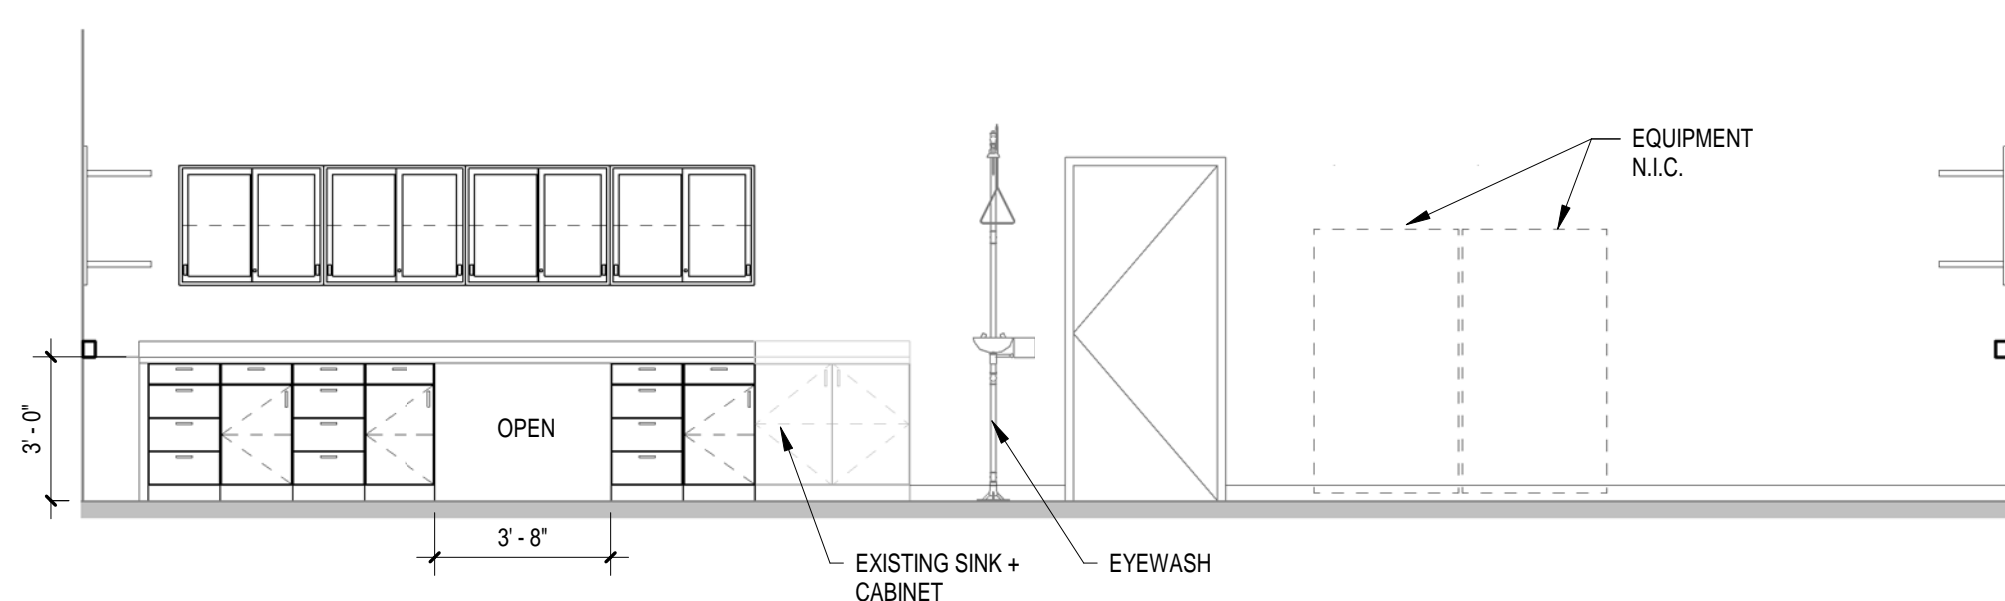 EQUIPMENT
N.I.C.
3' - 0"
OPEN
3' - 8"
EXISTING SINK +
CABINET
EYEWASH